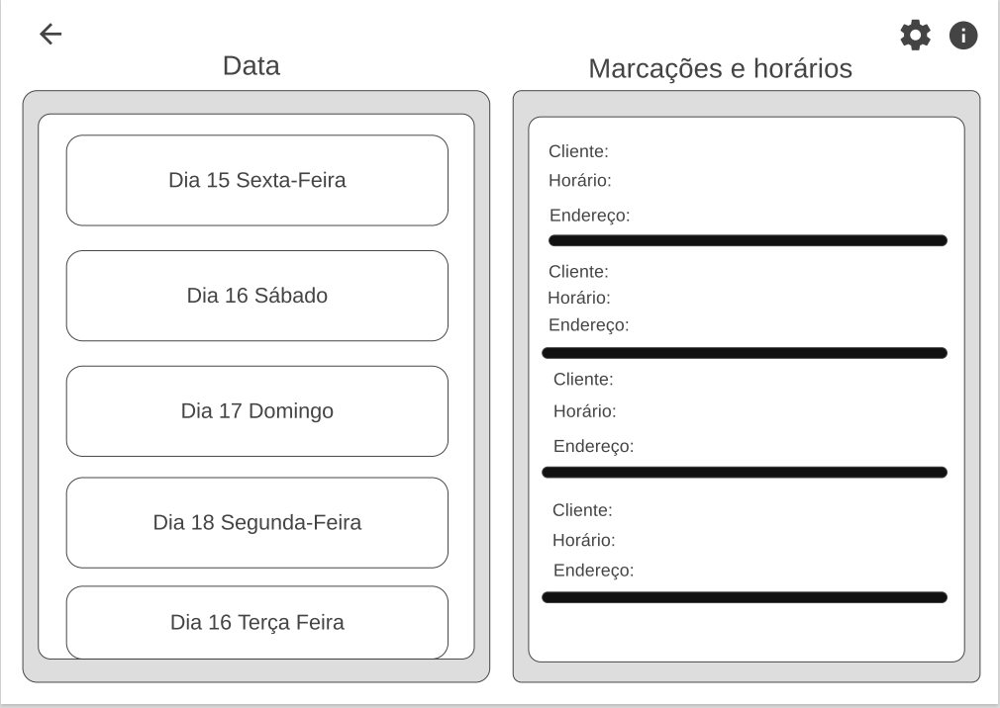 Data
Dia 15 Sexta-Feira
Dia 16 Sábado
Dia 17 Domingo
Dia 18 Segunda-Feira
Dia 16 Terça Feira
Marcações e horários
Cliente:
Horário:
Endereço:
Cliente:
Horário:
Endereço:
Cliente:
Horário:
Endereço:
Cliente:
Horário:
Endereço: